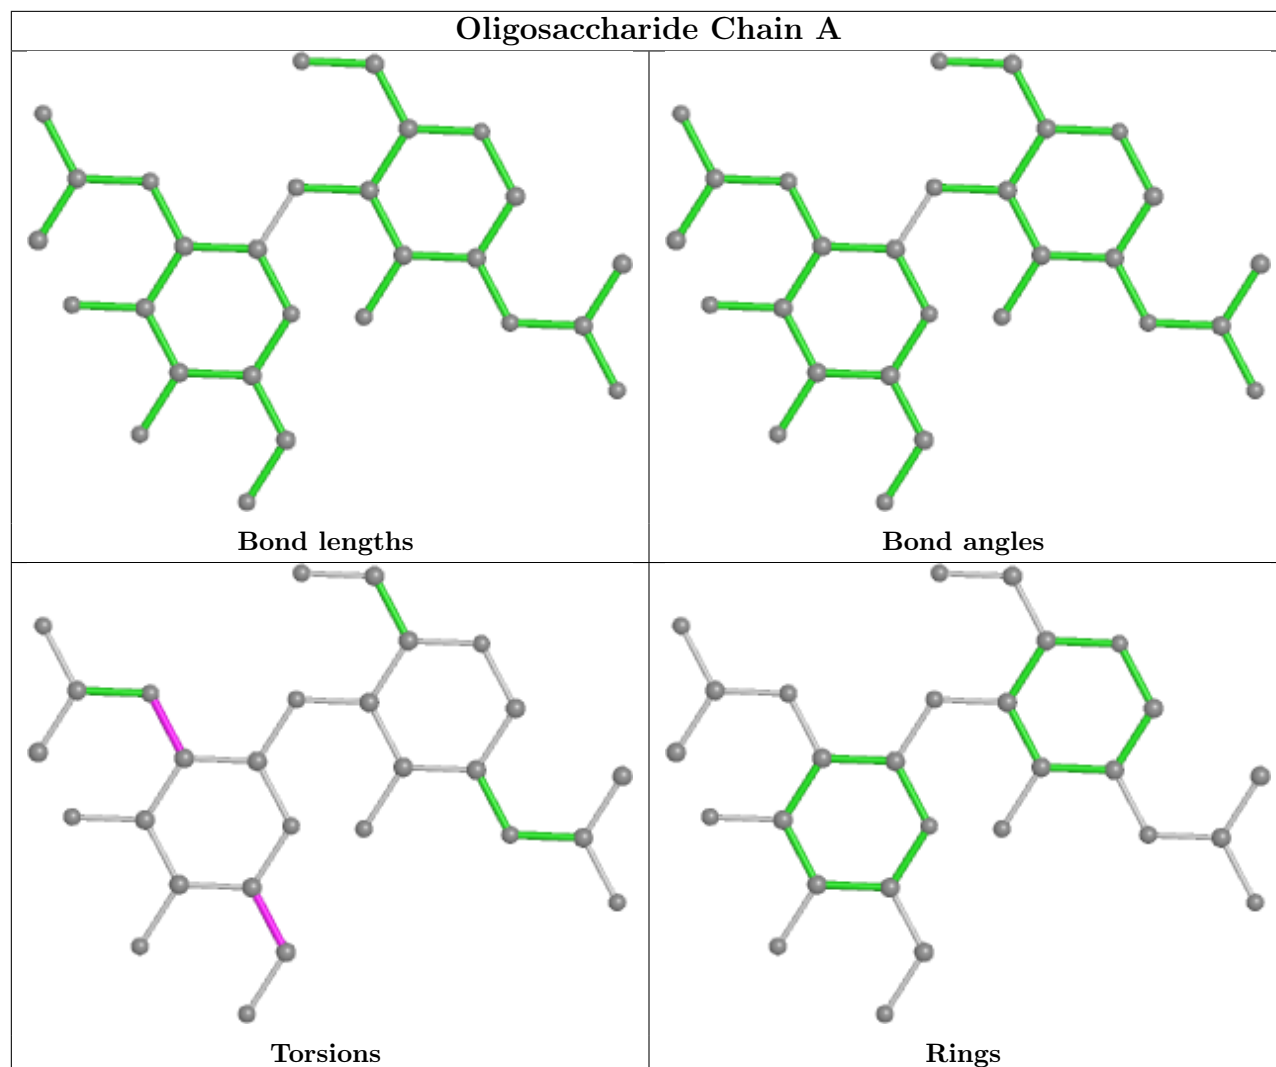 Oligosaccharide Chain A
Bond lengths
Bond angles
Torsions
Rings